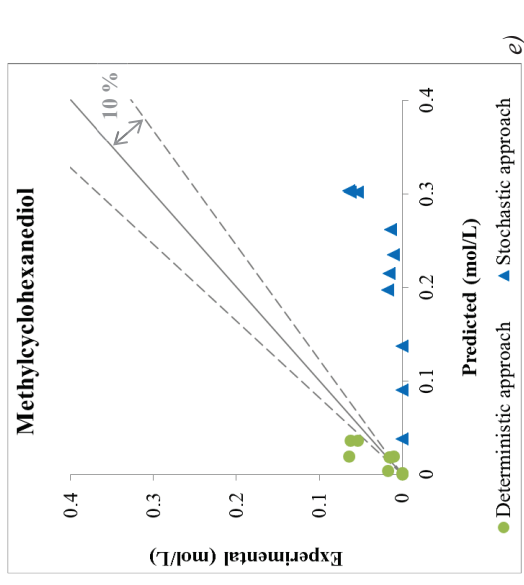 Methylcyclohexanediol
10 %
0.4
0.3
0.2
0.1
0
Experimental (mol/L)
0 0.1 0.2 0.3 0.4
Predicted (mol/L)
Deterministic approach Stochastic approach
e)